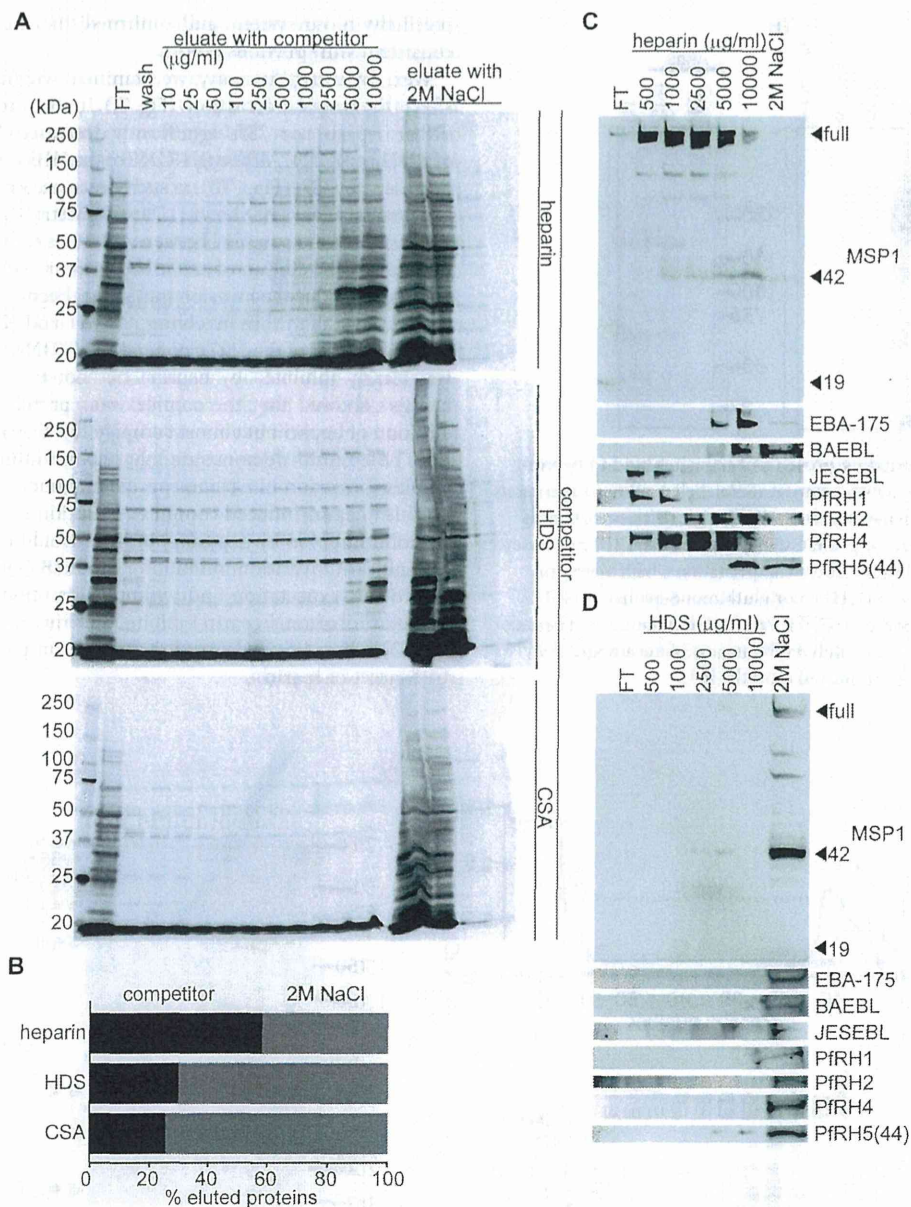 A
eluate with competitor
(µg/ml)
eluate with
2M NaCl
(kDa)
FT
wash
10
25
50
100
250
500
1000
2500
5000
10000
250
150
100
75
50
37
25
20
heparin
250
150
100
75
50
37
25
20
HDS
competitor
250
150
100
75
50
37
25
20
CSA
B
competitor
2M NaCl
heparin
HDS
CSA
0
20
40
60
80
100
% eluted proteins
C
heparin (µg/ml)
FT
500
1000
2500
5000
10000
2M NaCl
full
MSP1
42
19
EBA-175
BAEBL
JESEBL
PfRH1
PfRH2
PfRH4
PfRH5(44)
D
HDS (µg/ml)
FT
500
1000
2500
5000
10000
2M NaCl
full
MSP1
42
19
EBA-175
BAEBL
JESEBL
PfRH1
PfRH2
PfRH4
PfRH5(44)